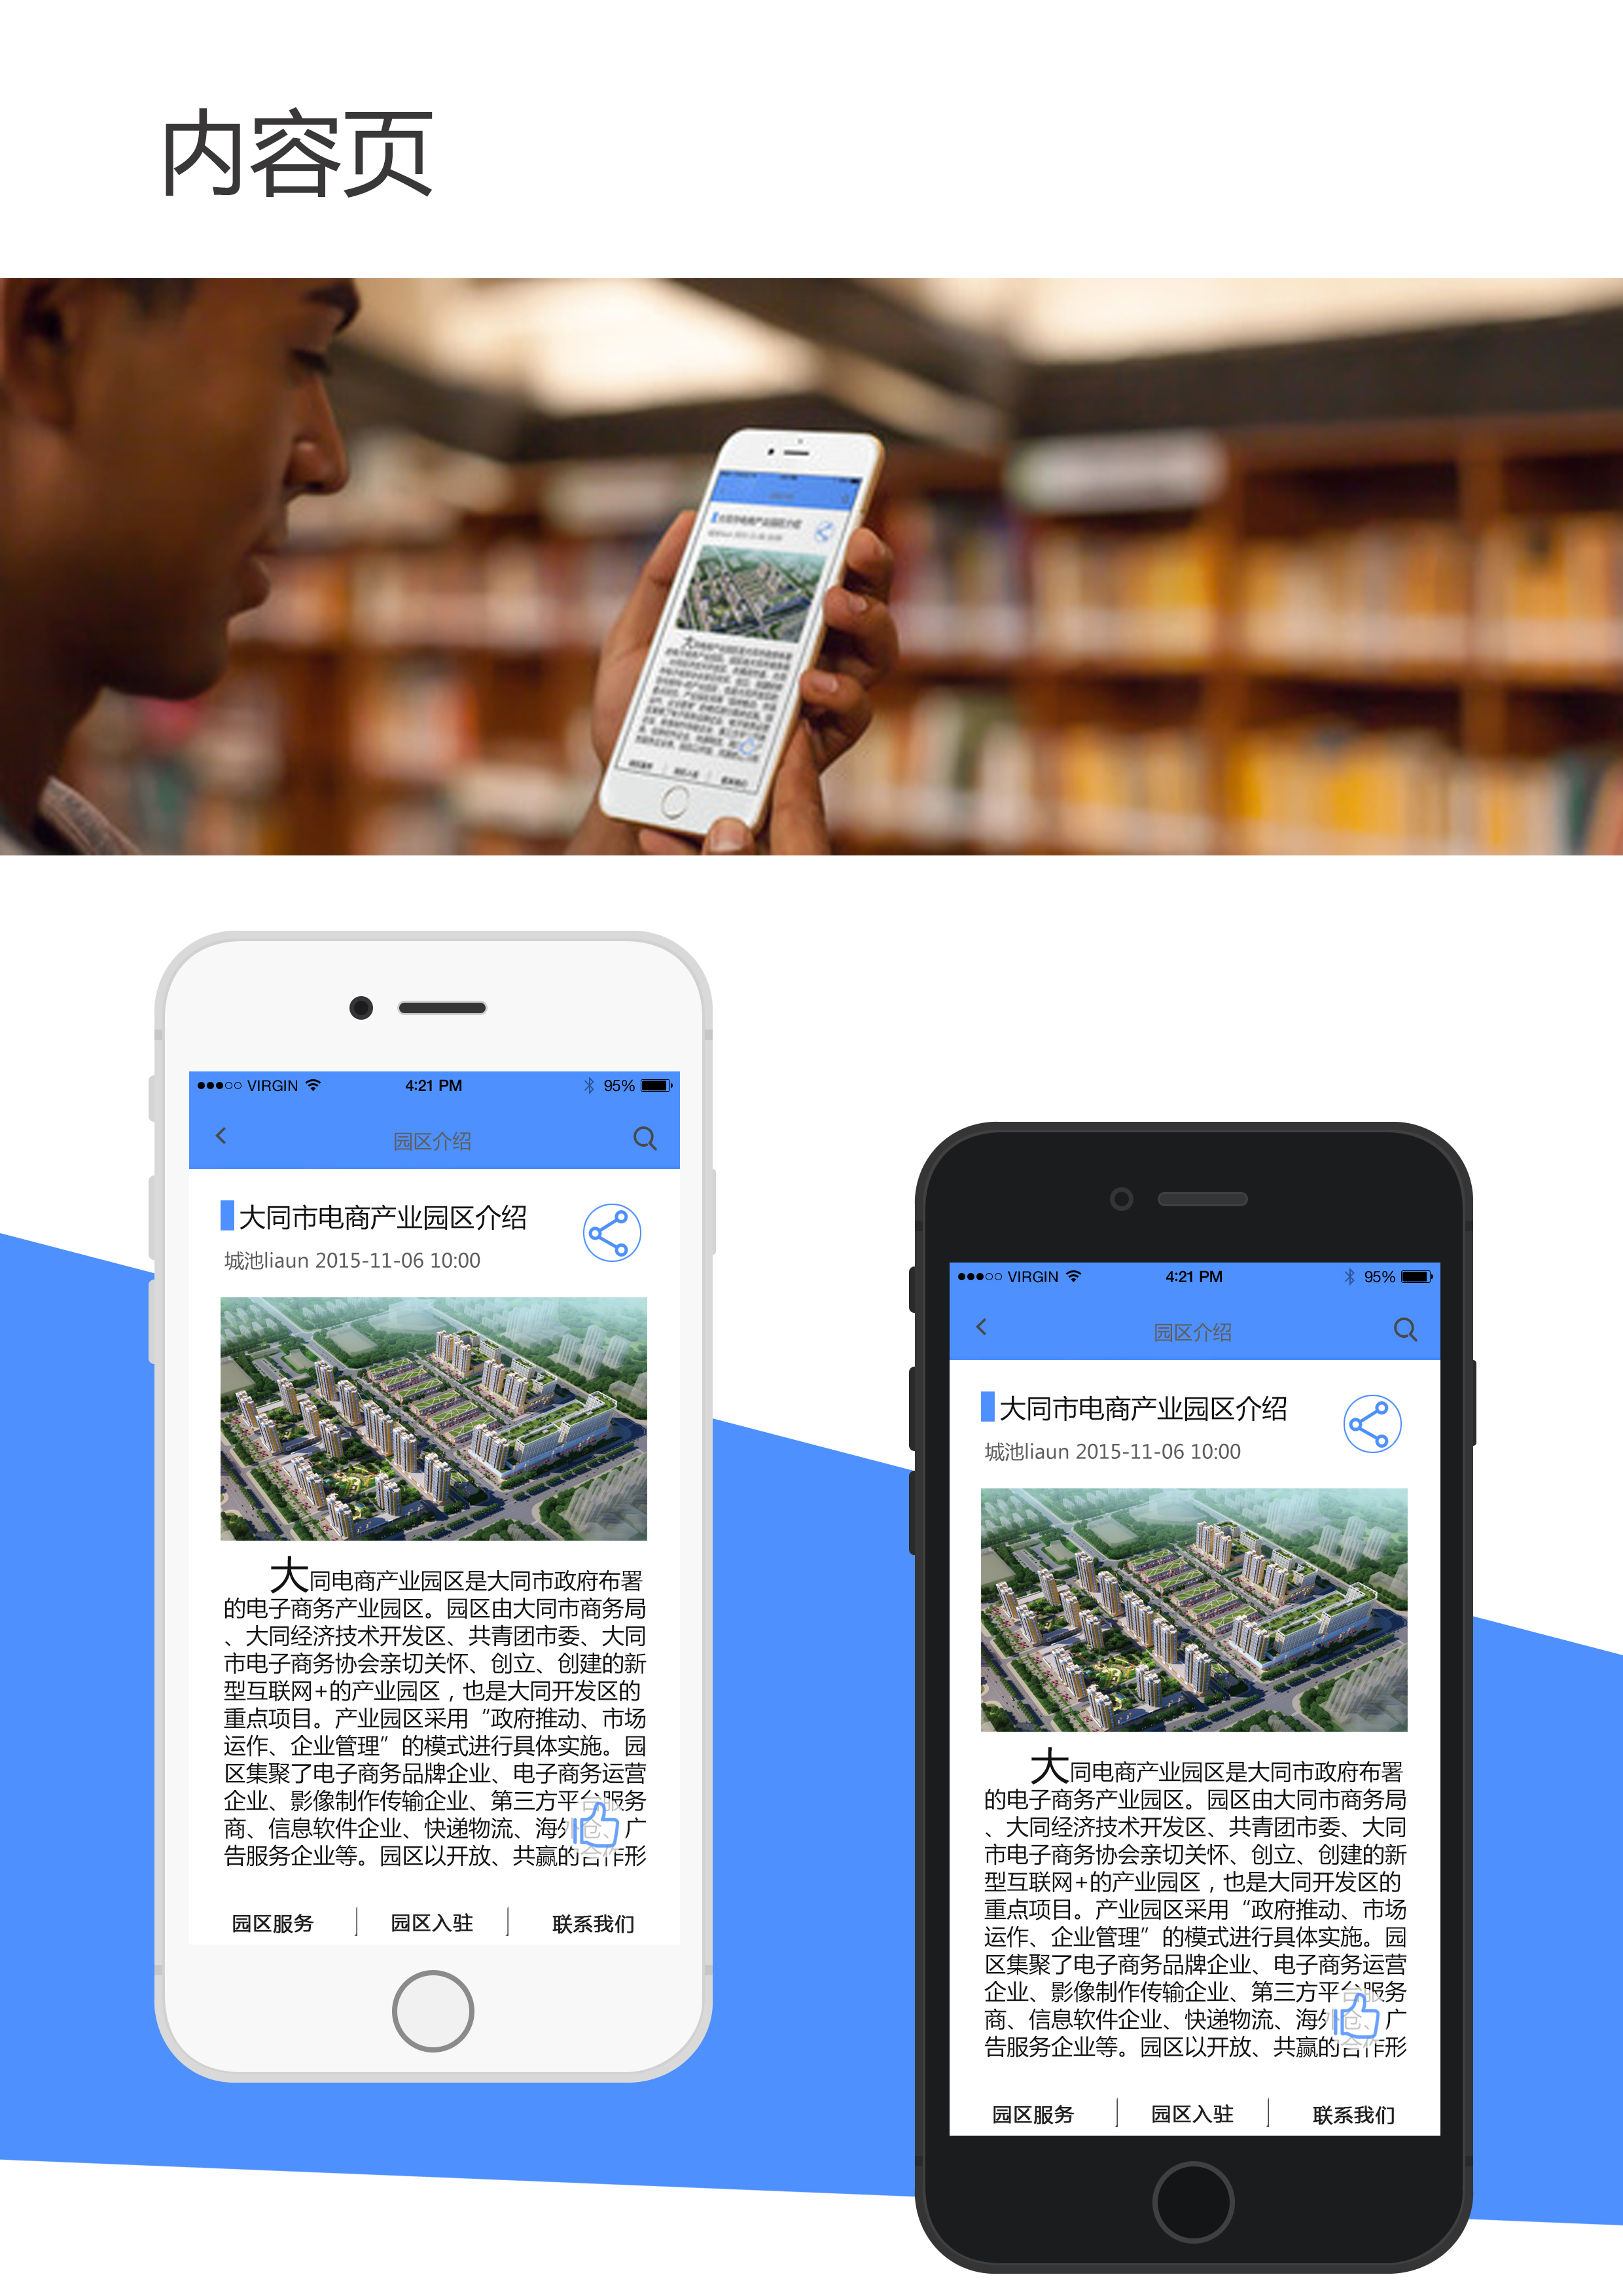 内容页
●●●○○ VIRGIN 4:21 PM 95%
园区介绍
大同市电商产业园区介绍
城池liaun 2015-11-06 10:00
大同电商产业园区是大同市政府布署
的电子商务产业园区。园区由大同市商务局
、大同经济技术开发区、共青团市委、大同
市电子商务协会亲切关怀、创立、创建的新
型互联网+的产业园区，也是大同开发区的
重点项目。产业园区采用“政府推动、市场
运作、企业管理”的模式进行具体实施。园
区集聚了电子商务品牌企业、电子商务运营
企业、影像制作传输企业、第三方平台服务
商、信息软件企业、快递物流、海外仓、广
告服务企业等。园区以开放、共赢的合作形
园区服务 园区入驻 联系我们
●●●○○ VIRGIN 4:21 PM 95%
园区介绍
大同市电商产业园区介绍
城池liaun 2015-11-06 10:00
大同电商产业园区是大同市政府布署
的电子商务产业园区。园区由大同市商务局
、大同经济技术开发区、共青团市委、大同
市电子商务协会亲切关怀、创立、创建的新
型互联网+的产业园区，也是大同开发区的
重点项目。产业园区采用“政府推动、市场
运作、企业管理”的模式进行具体实施。园
区集聚了电子商务品牌企业、电子商务运营
企业、影像制作传输企业、第三方平台服务
商、信息软件企业、快递物流、海外仓、广
告服务企业等。园区以开放、共赢的合作形
园区服务 园区入驻 联系我们